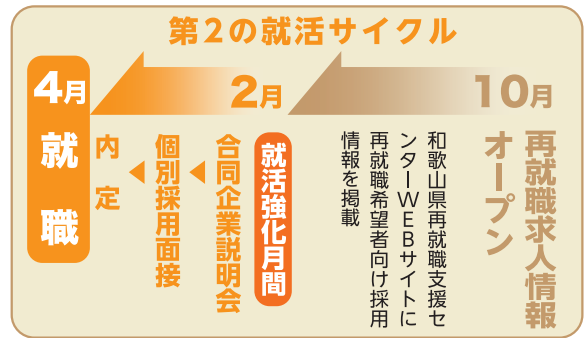 第2の就活サイクル
10月
再就職求人情報
オープン
和歌山県再就職支援セ
ンターWEBサイトに
再就職希望者向け採用
情報を掲載
2月
就活強化月間
合同企業説明会
個別採用面接
内定
4月
就職